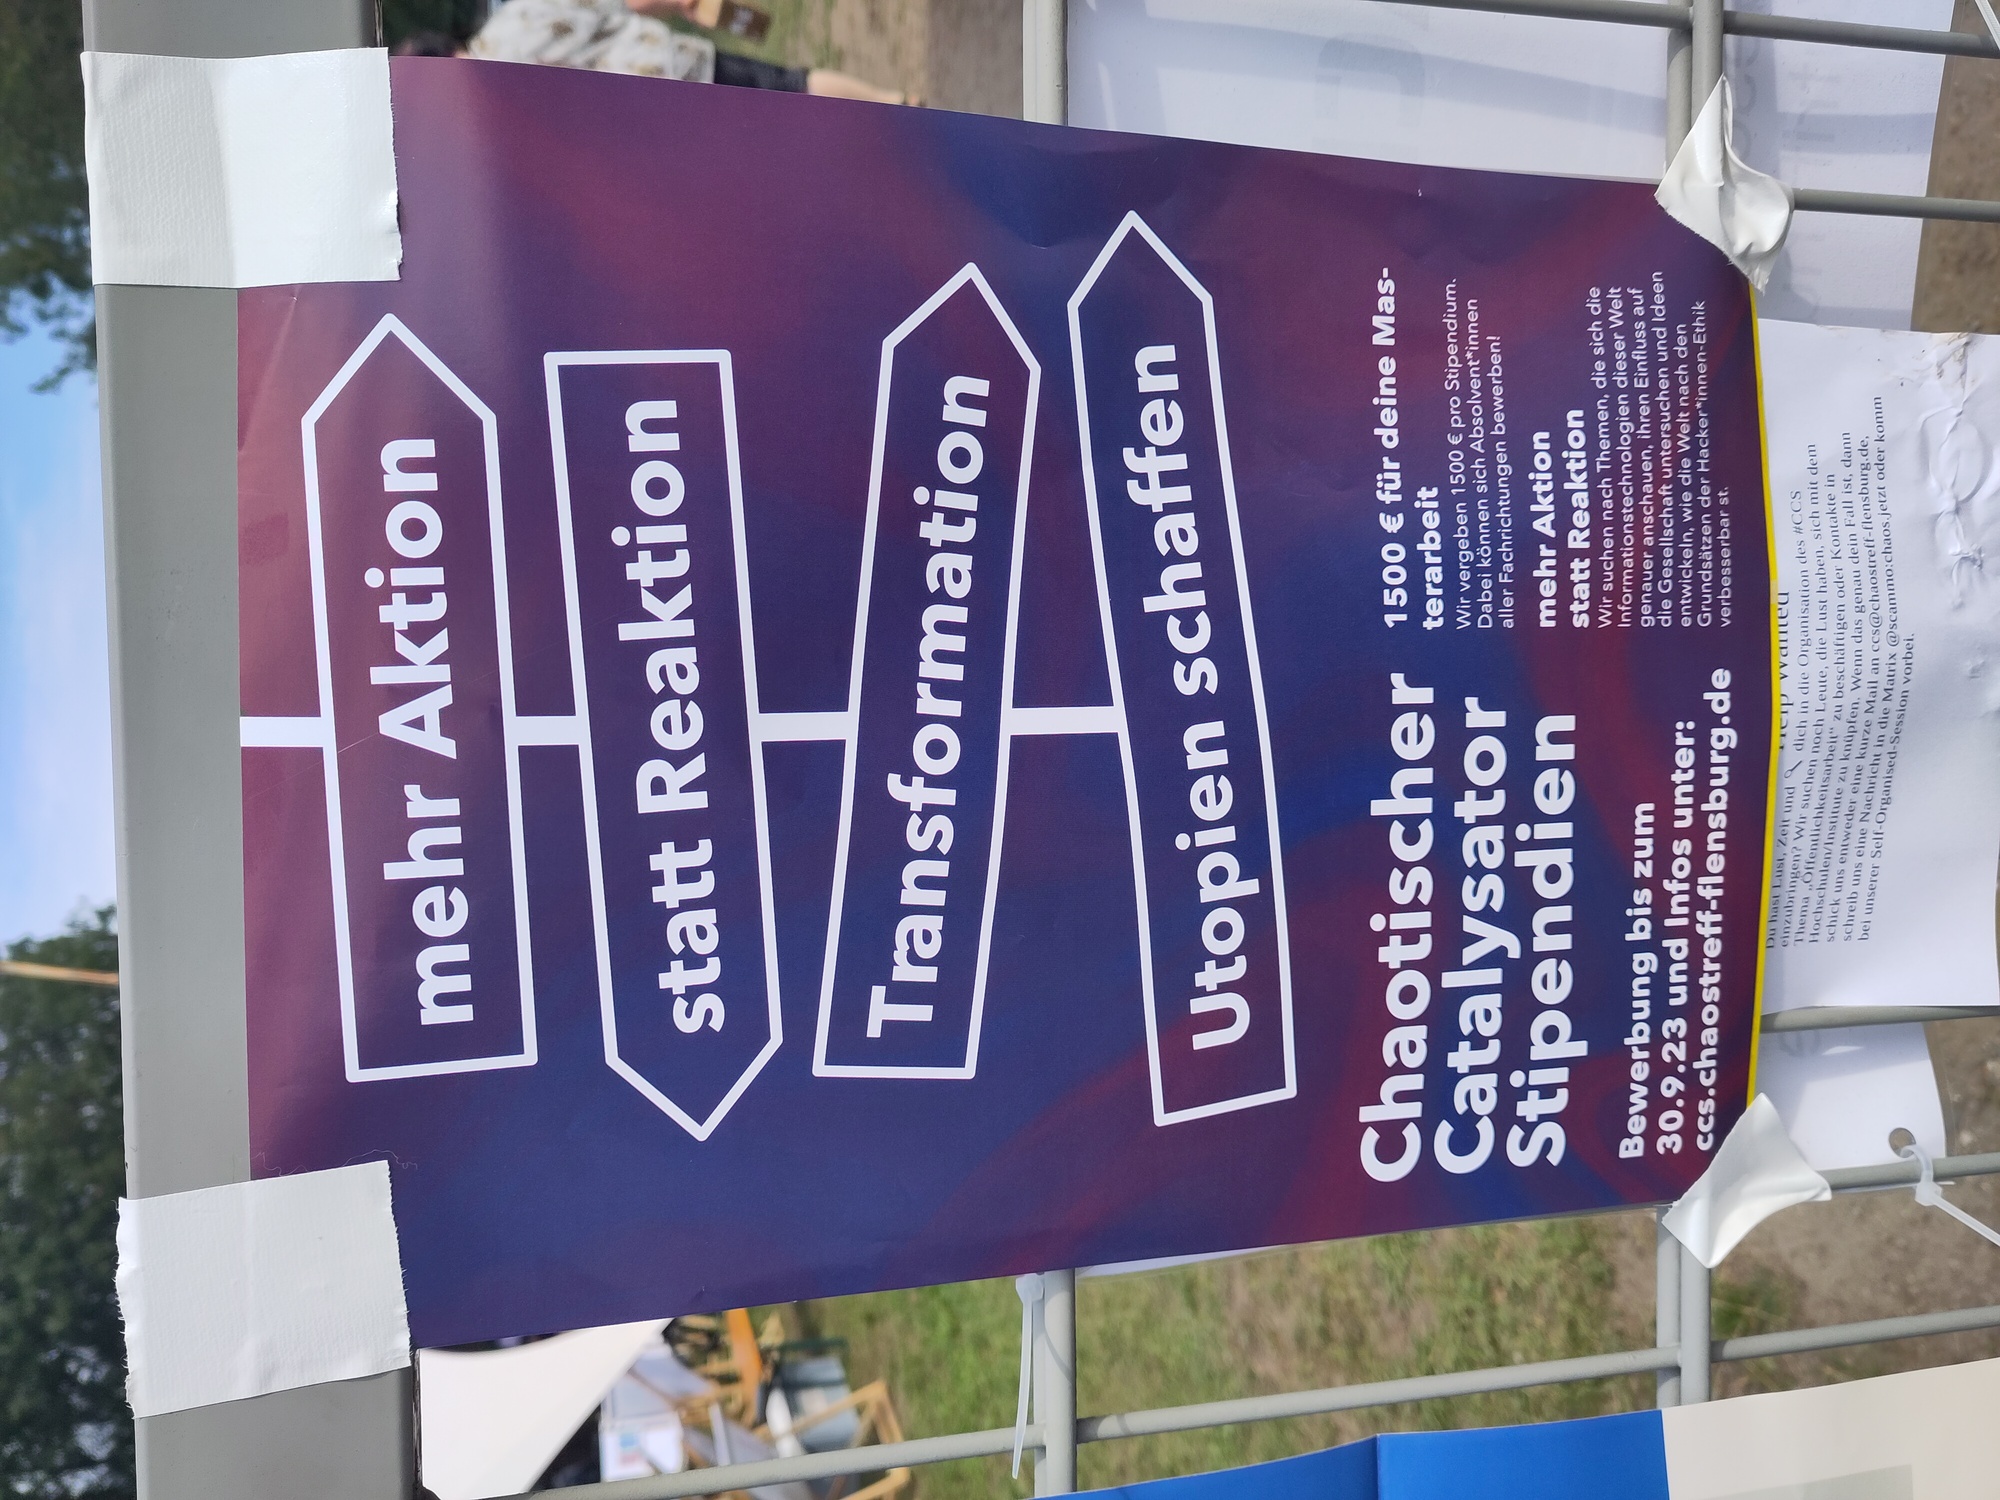 mehr Aktion
statt Reaktion
Transformation
Utopien schaffen
Chaotischer
Catalysator
Stipendien
Bewerbung bis zum
30.9.23 und Infos unter:
ccs.chaostreff-flensburg.de
1500 € für deine Mas-
terarbeit
Wir vergeben 1500 € pro Stipendium.
Dabei können sich Absolvent*innen
aller Fachrichtungen bewerben!
mehr Aktion
statt Reaktion
Wir suchen nach Themen, die sich die
Informationstechnologien dieser Welt
genauer anschauen, ihren Einfluss auf
die Gesellschaft untersuchen und Ideen
entwickeln, wie die Welt nach den
Grundsätzen der Hacker*innen-Ethik
verbesserbar st.
Help Wanted
Du hast Lust, Zeit und dich in die Organisation des #CCS
einzubringen? Wir suchen noch Leute, die Lust haben, sich mit dem
Thema „Öffentlichkeitsarbeit“ zu beschäftigen oder Kontakte in
Hochschulen/Institute zu knüpfen. Wenn das genau dein Fall ist, dann
schick uns entweder eine kurze Mail an ccs@chaostreff-flensburg.de,
schreib uns eine Nachricht in die Matrix @scammo:chaos.jetzt oder komm
bei unserer Self-Organised-Session vorbei.